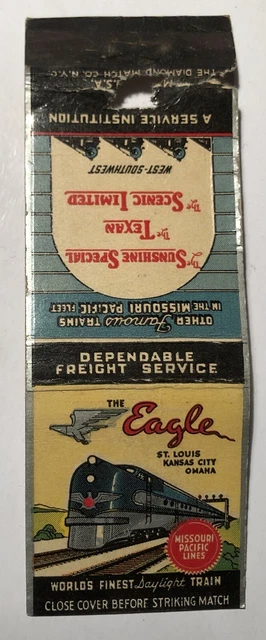 THE DIAMOND MATCH CO. N.Y.C.
U.S.A.
A SERVICE INSTITUTION
WEST-SOUTHWEST
The SCENIC LIMITED
The TEXAN
The SUNSHINE SPECIAL
IN THE MISSOURI PACIFIC FLEET
OTHER Famous TRAINS
DEPENDABLE
FREIGHT SERVICE
THE
Eagle
ST. LOUIS
KANSAS CITY
OMAHA
MISSOURI
PACIFIC
LINES
WORLD'S FINEST Daylight TRAIN
CLOSE COVER BEFORE STRIKING MATCH